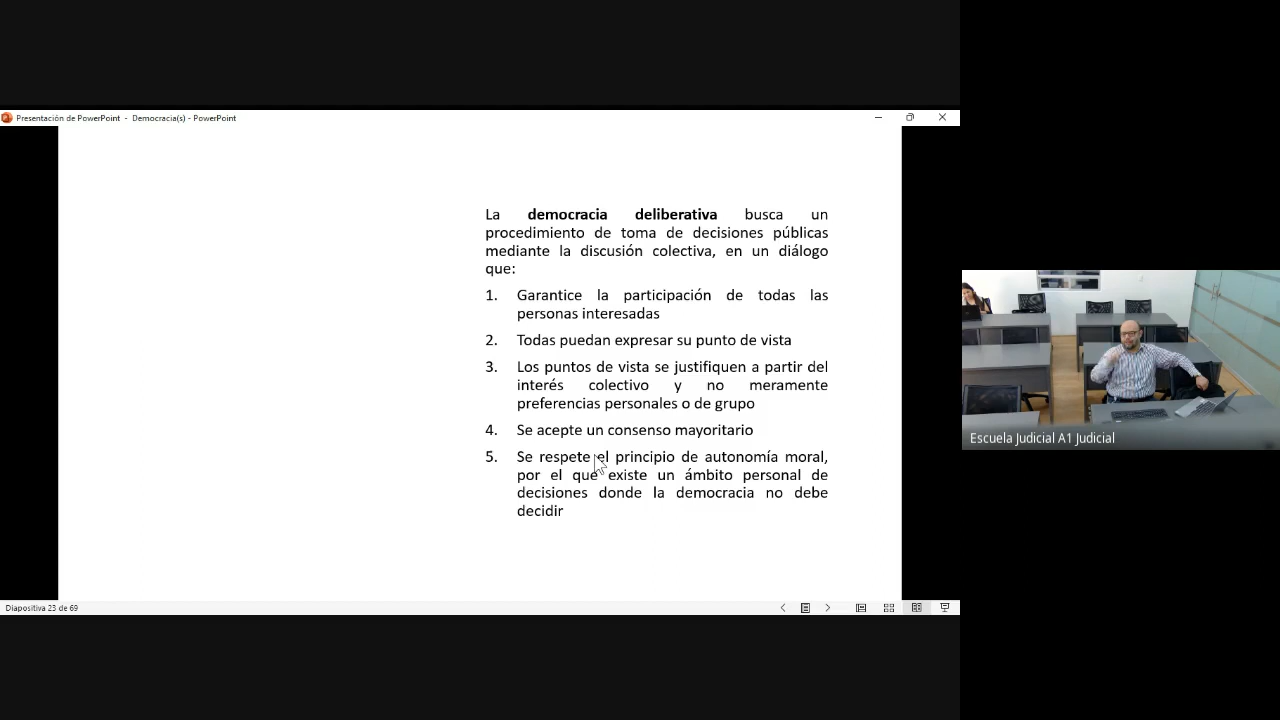 Presentación de PowerPoint - Democracia(s) - PowerPoint
La democracia deliberativa busca un
procedimiento de toma de decisiones públicas
mediante la discusión colectiva, en un diálogo
que:
1. Garantice la participación de todas las
personas interesadas
2. Todas puedan expresar su punto de vista
3. Los puntos de vista se justifiquen a partir del
interés colectivo y no meramente
preferencias personales o de grupo
4. Se acepte un consenso mayoritario
5. Se respete el principio de autonomía moral,
por el que existe un ámbito personal de
decisiones donde la democracia no debe
decidir
Escuela Judicial A1 Judicial
Diapositiva 23 de 69